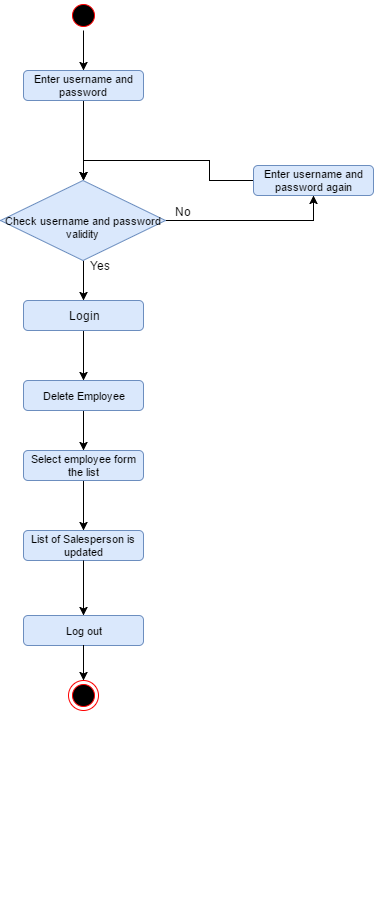 Enter username and
password
Enter username and
password again
No
Check username and password
validity
Yes
Login
Delete Employee
Select employee form
the list
List of Salesperson is
updated
Log out